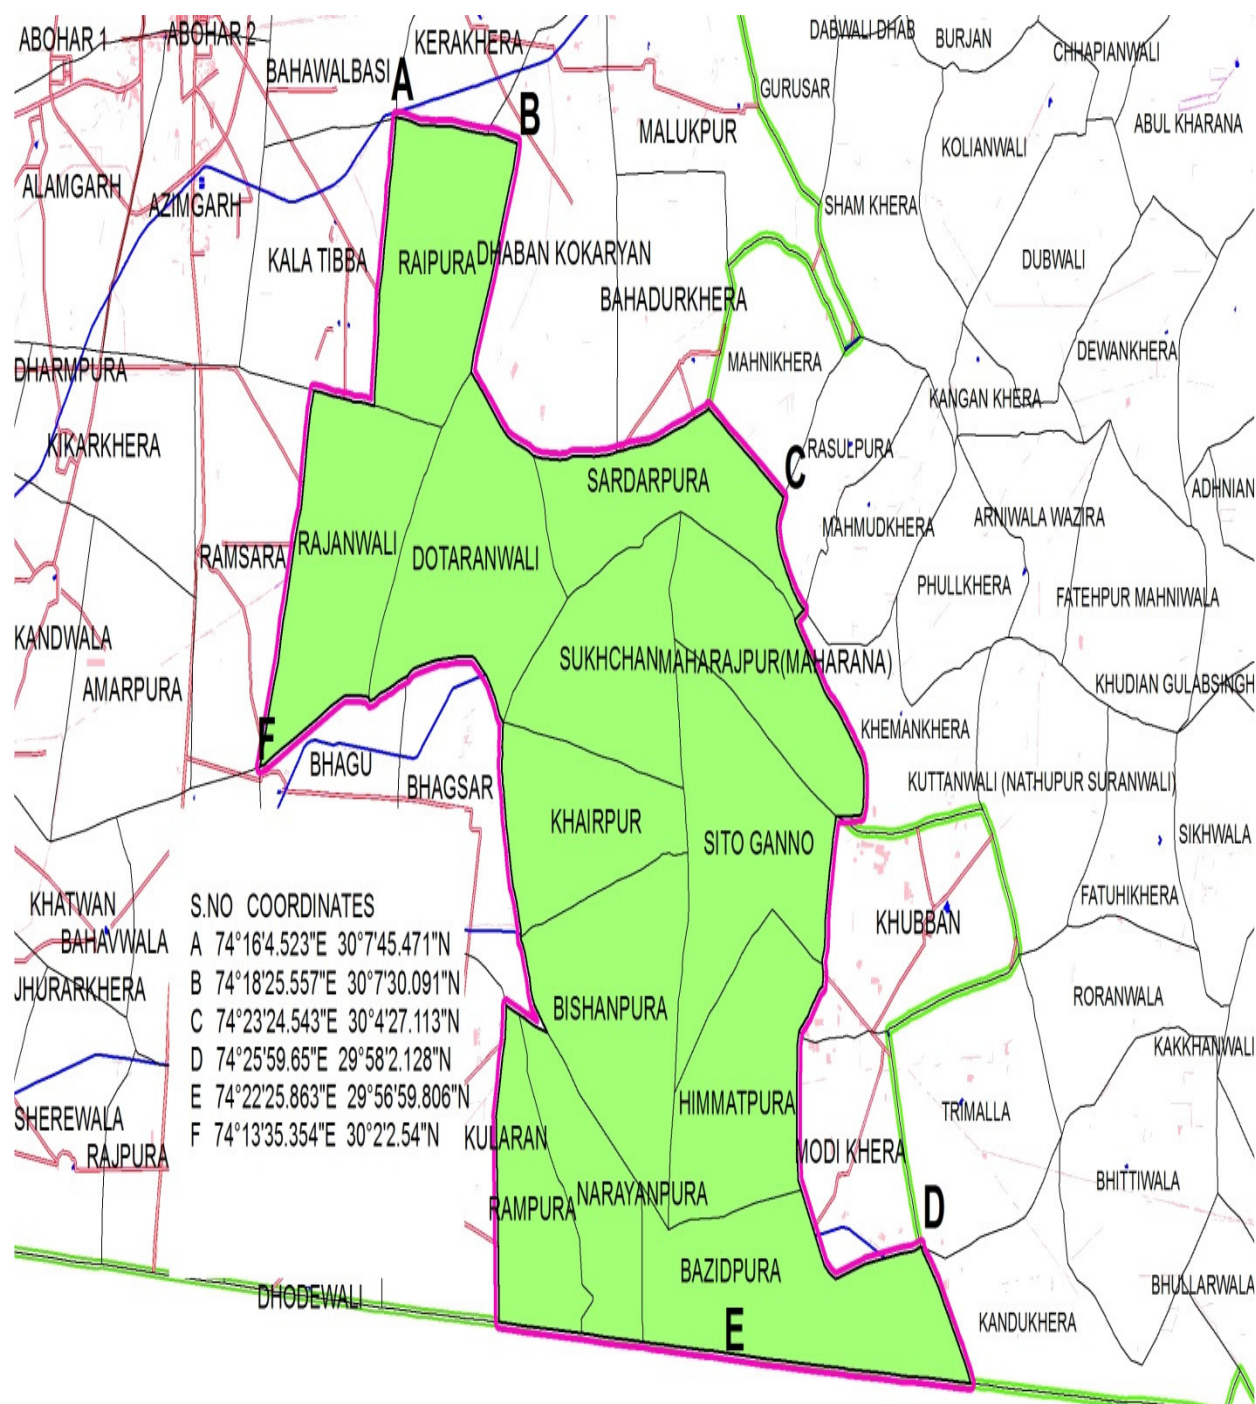 ABOHAR 1
ABOHAR 2
KERAKHERA
DABWALI DHAB
BURJAN
CHHAPIANWALI
BAHAWALBASI
A
GURUSAR
B
MALUKPUR
ABUL KHARANA
KOLIANWALI
ALAMGARH
AZIMGARH
SHAM KHERA
KALA TIBBA
RAIPURA
DHABAN KOKARYAN
DUBWALI
BAHADURKHERA
DHARMPURA
MAHNIKHERA
DEWANKHERA
KANGAN KHERA
KIKARKHERA
RASULPURA
C
SARDARPURA
ADHNIAN
MAHMUDKHERA
ARNIWALA WAZIRA
RAJANWALI
RAMSARA
DOTARANWALI
PHULLKHERA
FATEHPUR MAHNIWALA
KANDWALA
SUKHCHAN
MAHARAJPUR(MAHARANA)
AMARPURA
KHUDIAN GULABSINGH
KHEMANKHERA
F
BHAGU
BHAGSAR
KUTTANWALI (NATHUPUR SURANWALI)
KHAIRPUR
SITO GANNO
SIKHWALA
KHATWAN
FATUHIKHERA
KHUBBAN
BAHAVWALA
JHURARKHERA
RORANWALA
S.NO COORDINATES
A 74°16'4.523"E 30°7'45.471"N
B 74°18'25.557"E 30°7'30.091"N
C 74°23'24.543"E 30°4'27.113"N
D 74°25'59.65"E 29°58'2.128"N
E 74°22'25.863"E 29°56'59.806"N
F 74°13'35.354"E 30°2'2.54"N
BISHANPURA
KAKKHANWALI
HIMMATPURA
TRIMALLA
SHEREWALA
KULARAN
RAJPURA
MODI KHERA
BHITTIWALA
NARAYANPURA
RAMPURA
D
BAZIDPURA
BHULLARWALA
DHODEWALI
E
KANDUKHERA